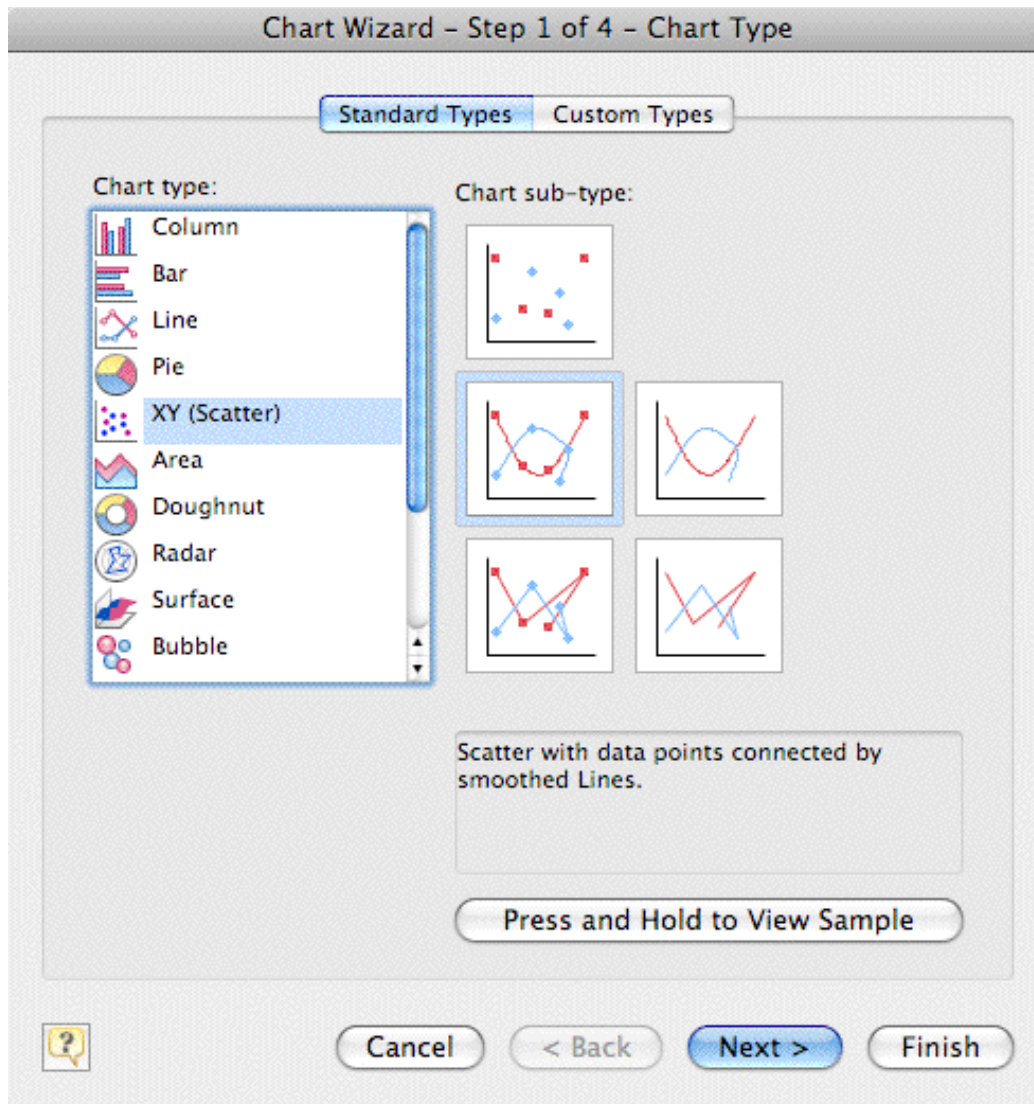 Chart Wizard – Step 1 of 4 – Chart Type
Standard Types
Custom Types
Chart type:
Column
Bar
Line
Pie
XY (Scatter)
Area
Doughnut
Radar
Surface
Bubble
Chart sub-type:
Scatter with data points connected by
smoothed Lines.
Press and Hold to View Sample
?
Cancel
< Back
Next >
Finish